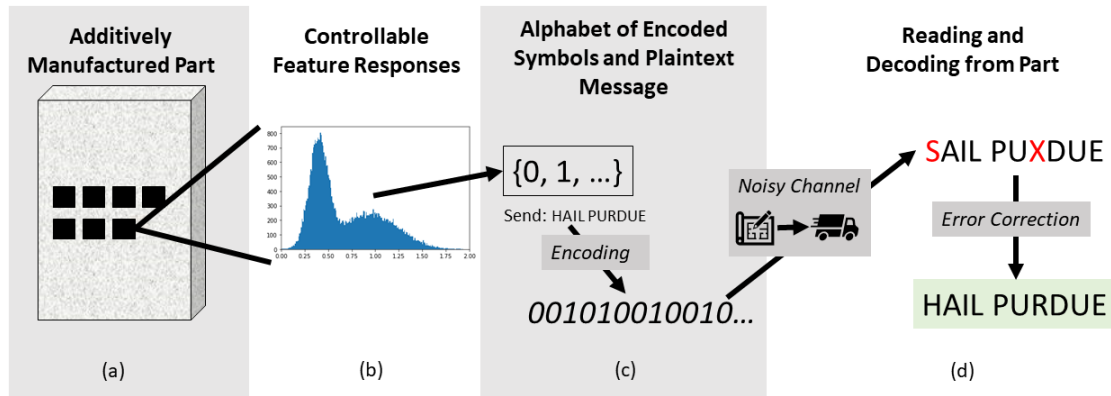 Additively
Manufactured Part
(a)
Controllable
Feature Responses
800
700
600
500
400
300
200
100
0
0.00 0.25 0.50 0.75 1.00 1.25 1.50 1.75 2.00
(b)
Alphabet of Encoded
Symbols and Plaintext
Message
{0, 1, …}
Send: HAIL PURDUE
Encoding
001010010010…
(c)
Noisy Channel
Reading and
Decoding from Part
SAIL PUXDUE
Error Correction
HAIL PURDUE
(d)